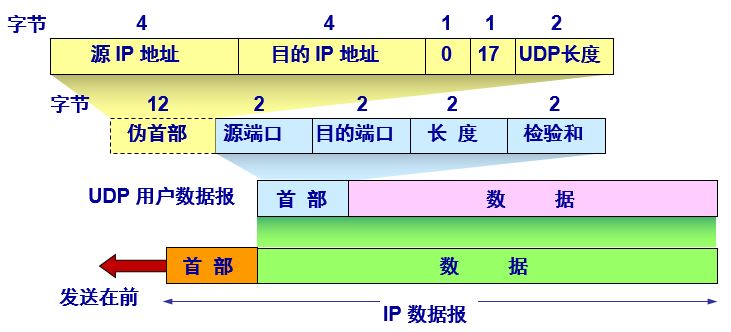 字节 4 4 1 1 2
源 IP 地址 目的 IP 地址 0 17 UDP长度
字节 12 2 2 2 2
伪首部 源端口 目的端口 长 度 检验和
UDP 用户数据报 首 部 数 据
首 部 数 据
发送在前
IP 数据报